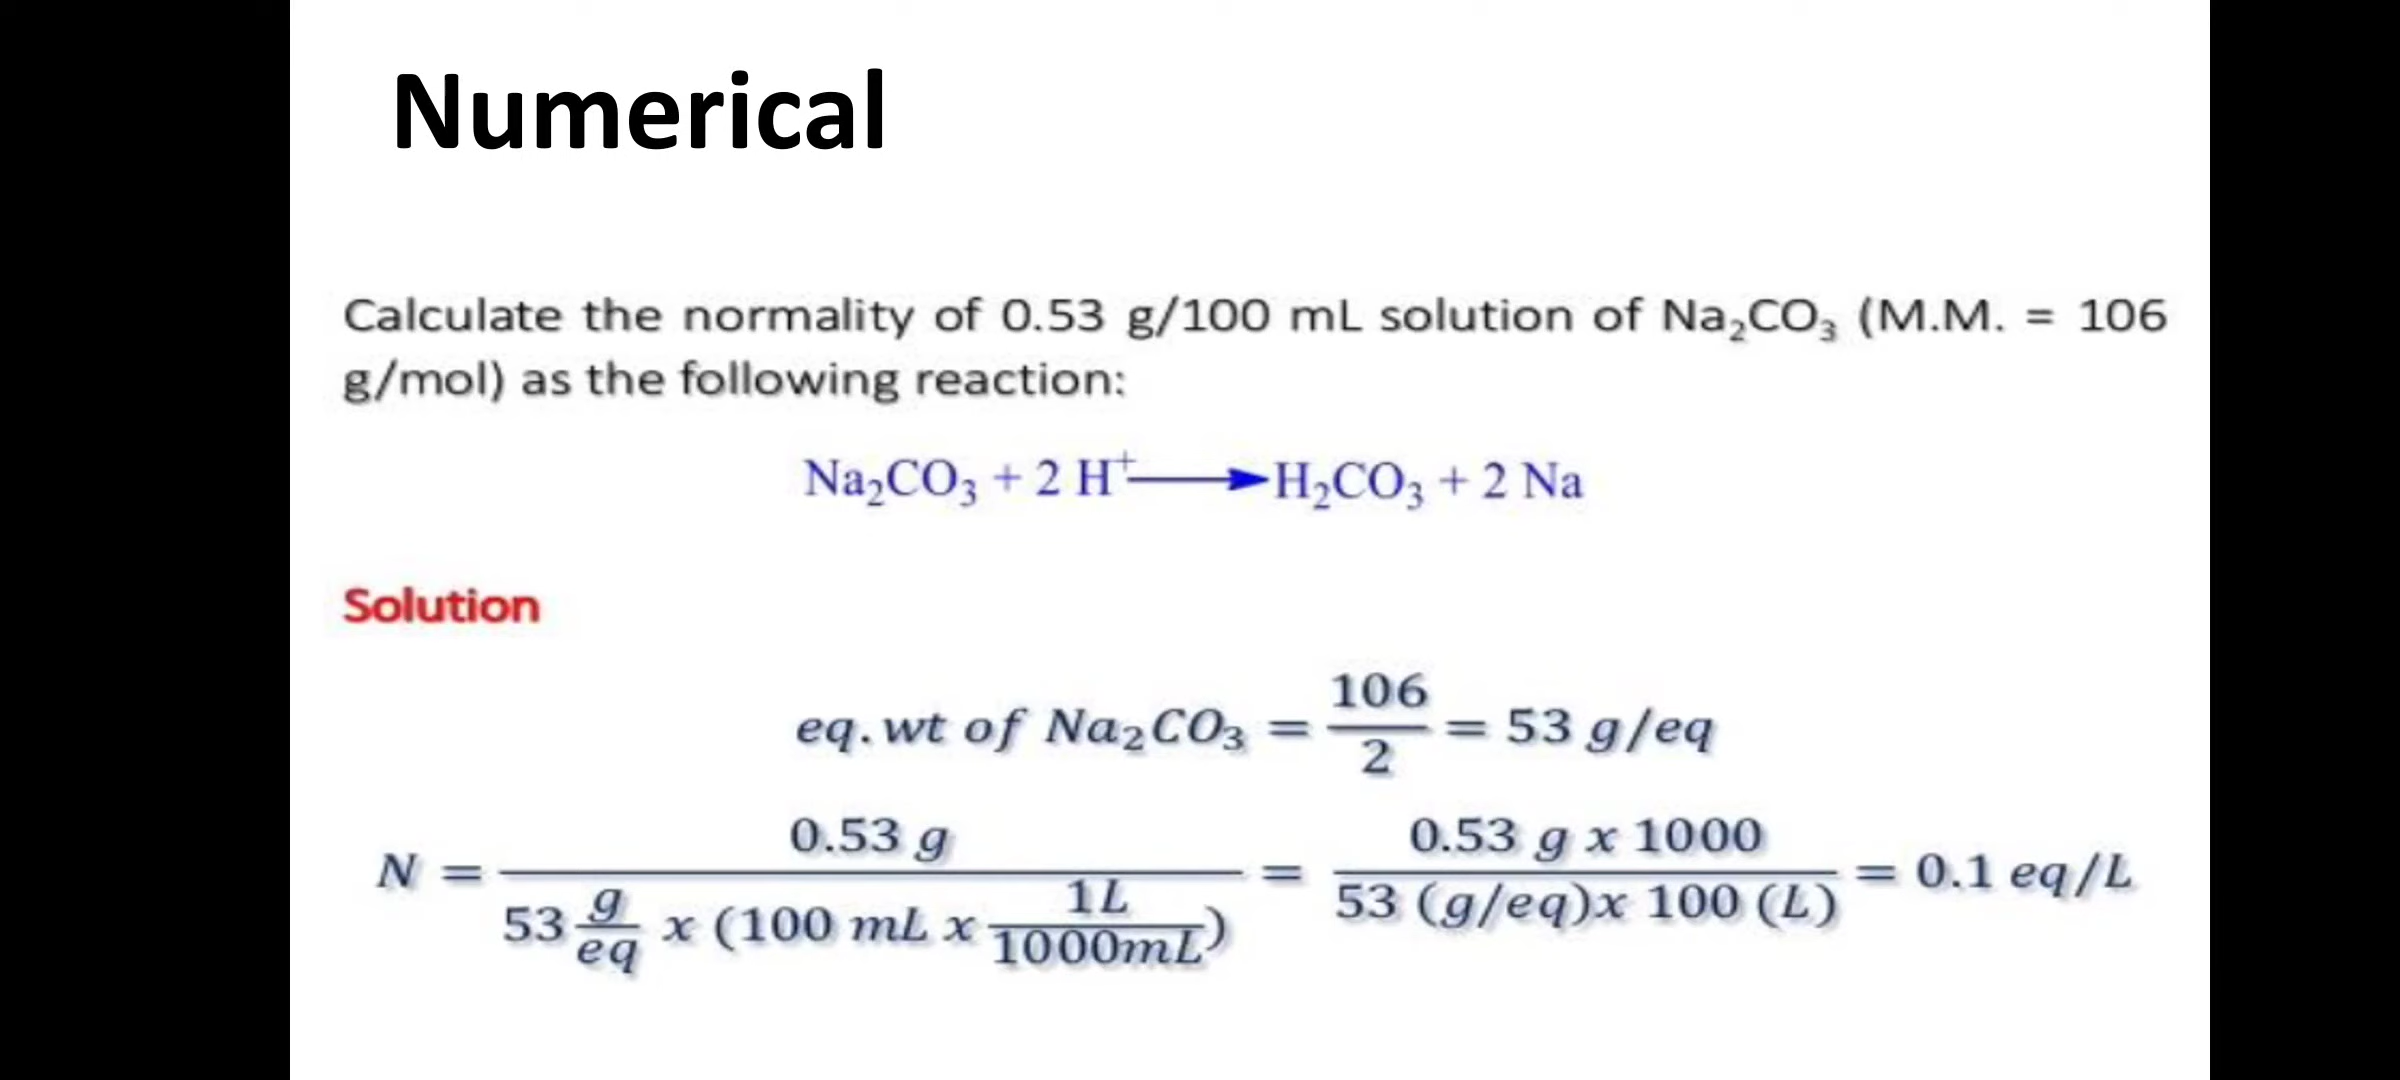 Numerical
Calculate the normality of 0.53 g/100 mL solution of Na₂CO₃ (M.M. = 106
g/mol) as the following reaction:
Na₂CO₃ + 2 H⁺ ⟶ H₂CO₃ + 2 Na
Solution
eq. wt of Na₂CO₃ = 106/2 = 53 g/eq
N = 0.53 g / (53 g/eq x (100 mL x 1L/1000mL)) = 0.53 g x 1000 / 53 (g/eq)x 100 (L) = 0.1 eq/L